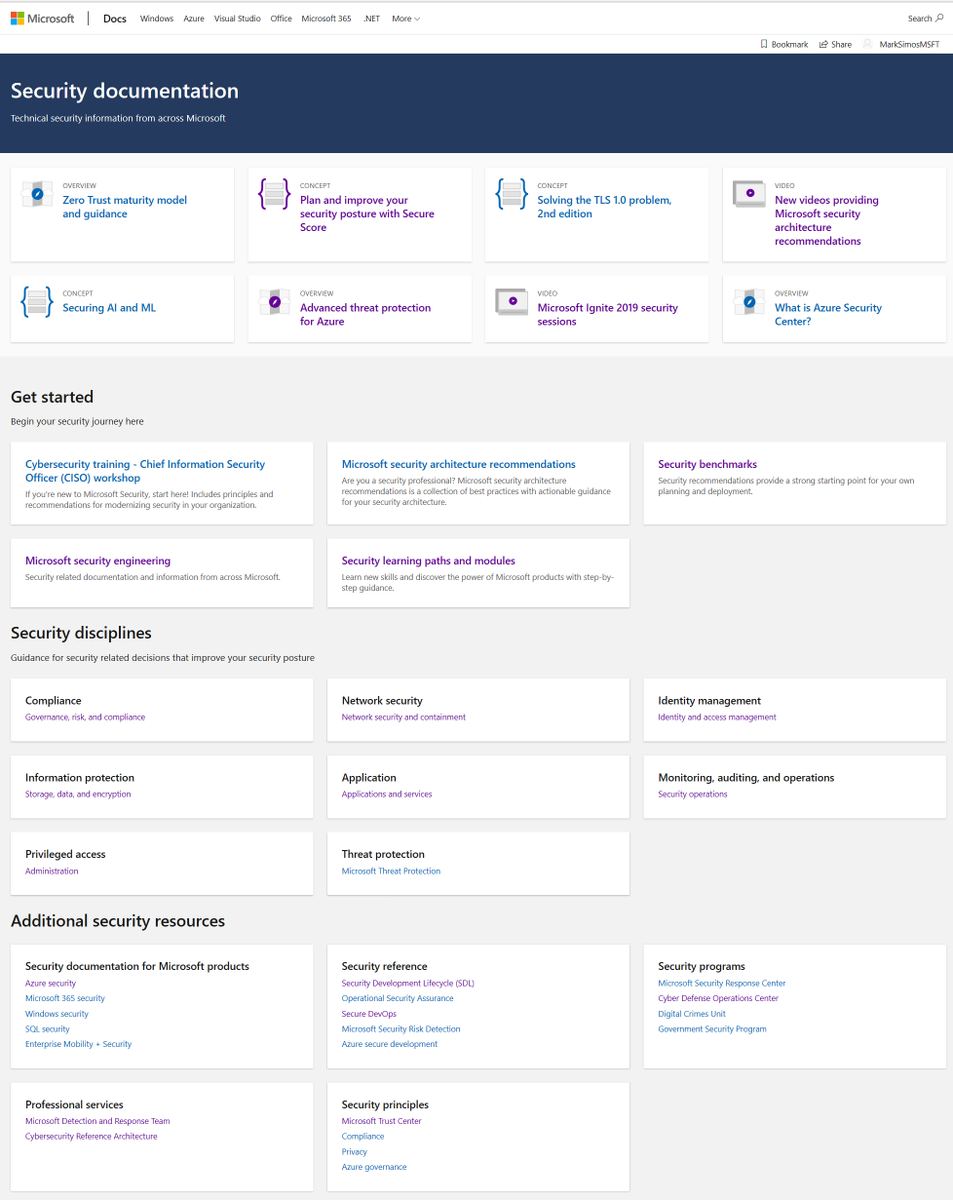 Microsoft | Docs Windows Azure Visual Studio Office Microsoft 365 .NET More Search
Bookmark Share MarkSimosMSFT
Security documentation
Technical security information from across Microsoft
OVERVIEW
Zero Trust maturity model
and guidance
CONCEPT
Plan and improve your
security posture with Secure
Score
CONCEPT
Solving the TLS 1.0 problem,
2nd edition
VIDEO
New videos providing
Microsoft security
architecture
recommendations
CONCEPT
Securing AI and ML
OVERVIEW
Advanced threat protection
for Azure
VIDEO
Microsoft Ignite 2019 security
sessions
OVERVIEW
What is Azure Security
Center?
Get started
Begin your security journey here
Cybersecurity training - Chief Information Security
Officer (CISO) workshop
If you're new to Microsoft Security, start here! Includes principles and
recommendations for modernizing security in your organization.
Microsoft security architecture recommendations
Are you a security professional? Microsoft security architecture
recommendations is a collection of best practices with actionable guidance
for your security architecture.
Security benchmarks
Security recommendations provide a strong starting point for your own
planning and deployment.
Microsoft security engineering
Security related documentation and information from across Microsoft.
Security learning paths and modules
Learn new skills and discover the power of Microsoft products with step-by-
step guidance.
Security disciplines
Guidance for security related decisions that improve your security posture
Compliance
Governance, risk, and compliance
Network security
Network security and containment
Identity management
Identity and access management
Information protection
Storage, data, and encryption
Application
Applications and services
Monitoring, auditing, and operations
Security operations
Privileged access
Administration
Threat protection
Microsoft Threat Protection
Additional security resources
Security documentation for Microsoft products
Azure security
Microsoft 365 security
Windows security
SQL security
Enterprise Mobility + Security
Security reference
Security Development Lifecycle (SDL)
Operational Security Assurance
Secure DevOps
Microsoft Security Risk Detection
Azure secure development
Security programs
Microsoft Security Response Center
Cyber Defense Operations Center
Digital Crimes Unit
Government Security Program
Professional services
Microsoft Detection and Response Team
Cybersecurity Reference Architecture
Security principles
Microsoft Trust Center
Compliance
Privacy
Azure governance